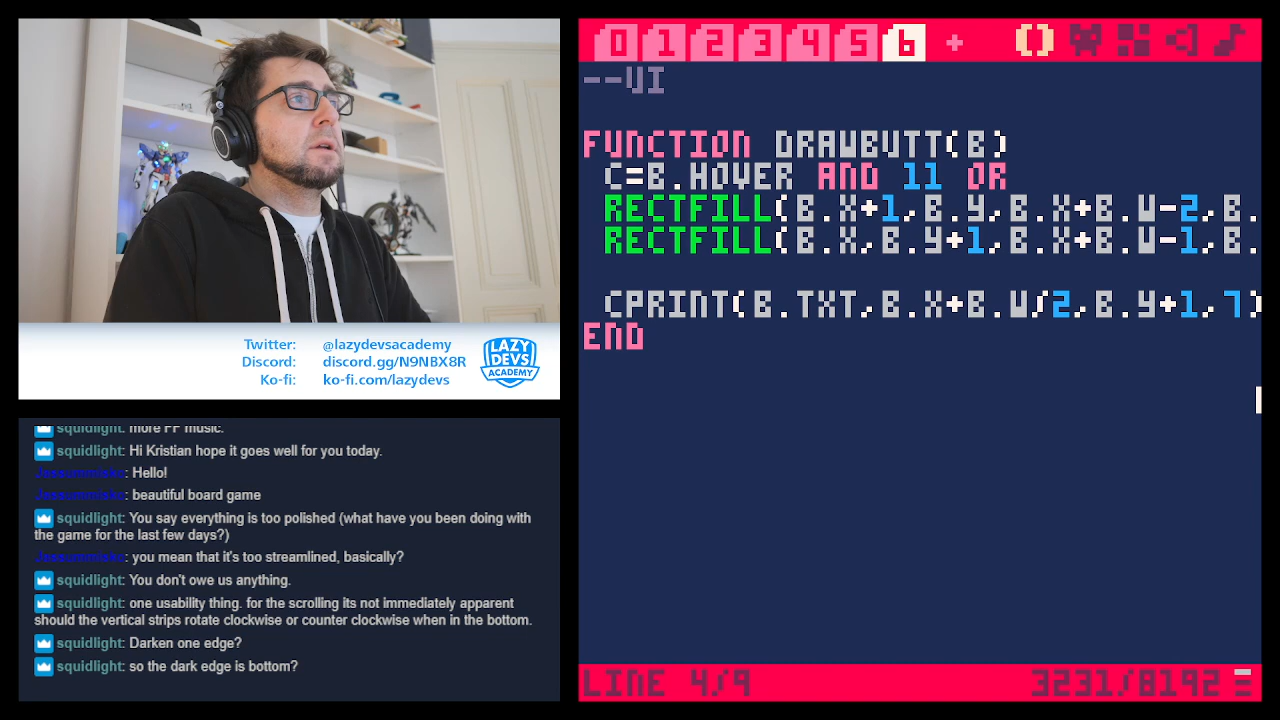 Twitter: @lazydevsacademy
Discord: discord.gg/N9NBX8R
Ko-fi: ko-fi.com/lazydevs
LAZY
DEVS
ACADEMY
squidlight: more FF music.
squidlight: Hi Kristian hope it goes well for you today.
: Hello!
: beautiful board game
squidlight: You say everything is too polished (what have you been doing with
the game for the last few days?)
: you mean that it's too streamlined, basically?
squidlight: You don't owe us anything.
squidlight: one usability thing. for the scrolling its not immediately apparent
should the vertical strips rotate clockwise or counter clockwise when in the bottom.
squidlight: Darken one edge?
squidlight: so the dark edge is bottom?
0 1 2 3 4 5 6 +
--UI
FUNCTION DRAWBUTT(B)
C=B.HOVER AND 11 OR
RECTFILL(B.X+1,B.Y,B.X+B.W-2,B.
RECTFILL(B.X,B.Y+1,B.X+B.W-1,B.
CPRINT(B.TXT,B.X+B.W/2,B.Y+1,7)
END
LINE 4/9
3231/8192